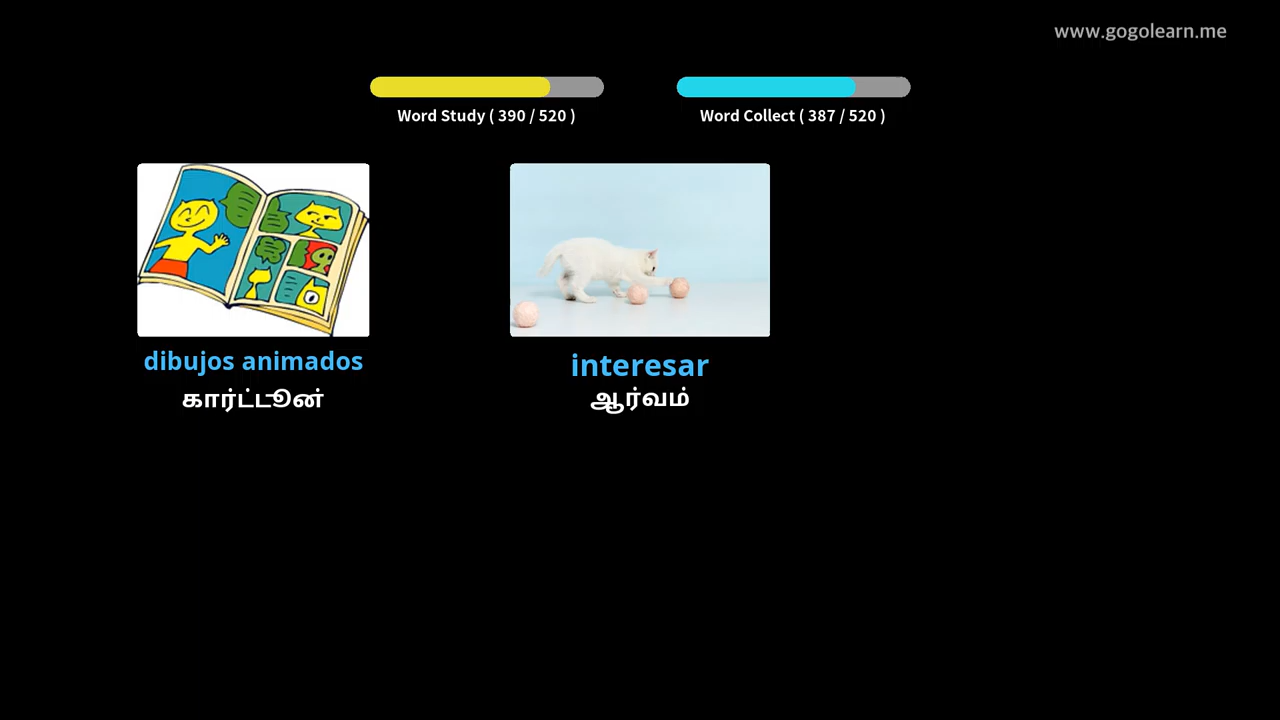 www.gogolearn.me
Word Study ( 390 / 520 )
Word Collect ( 387 / 520 )
dibujos animados
கார்ட்டூன்
interesar
ஆர்வம்